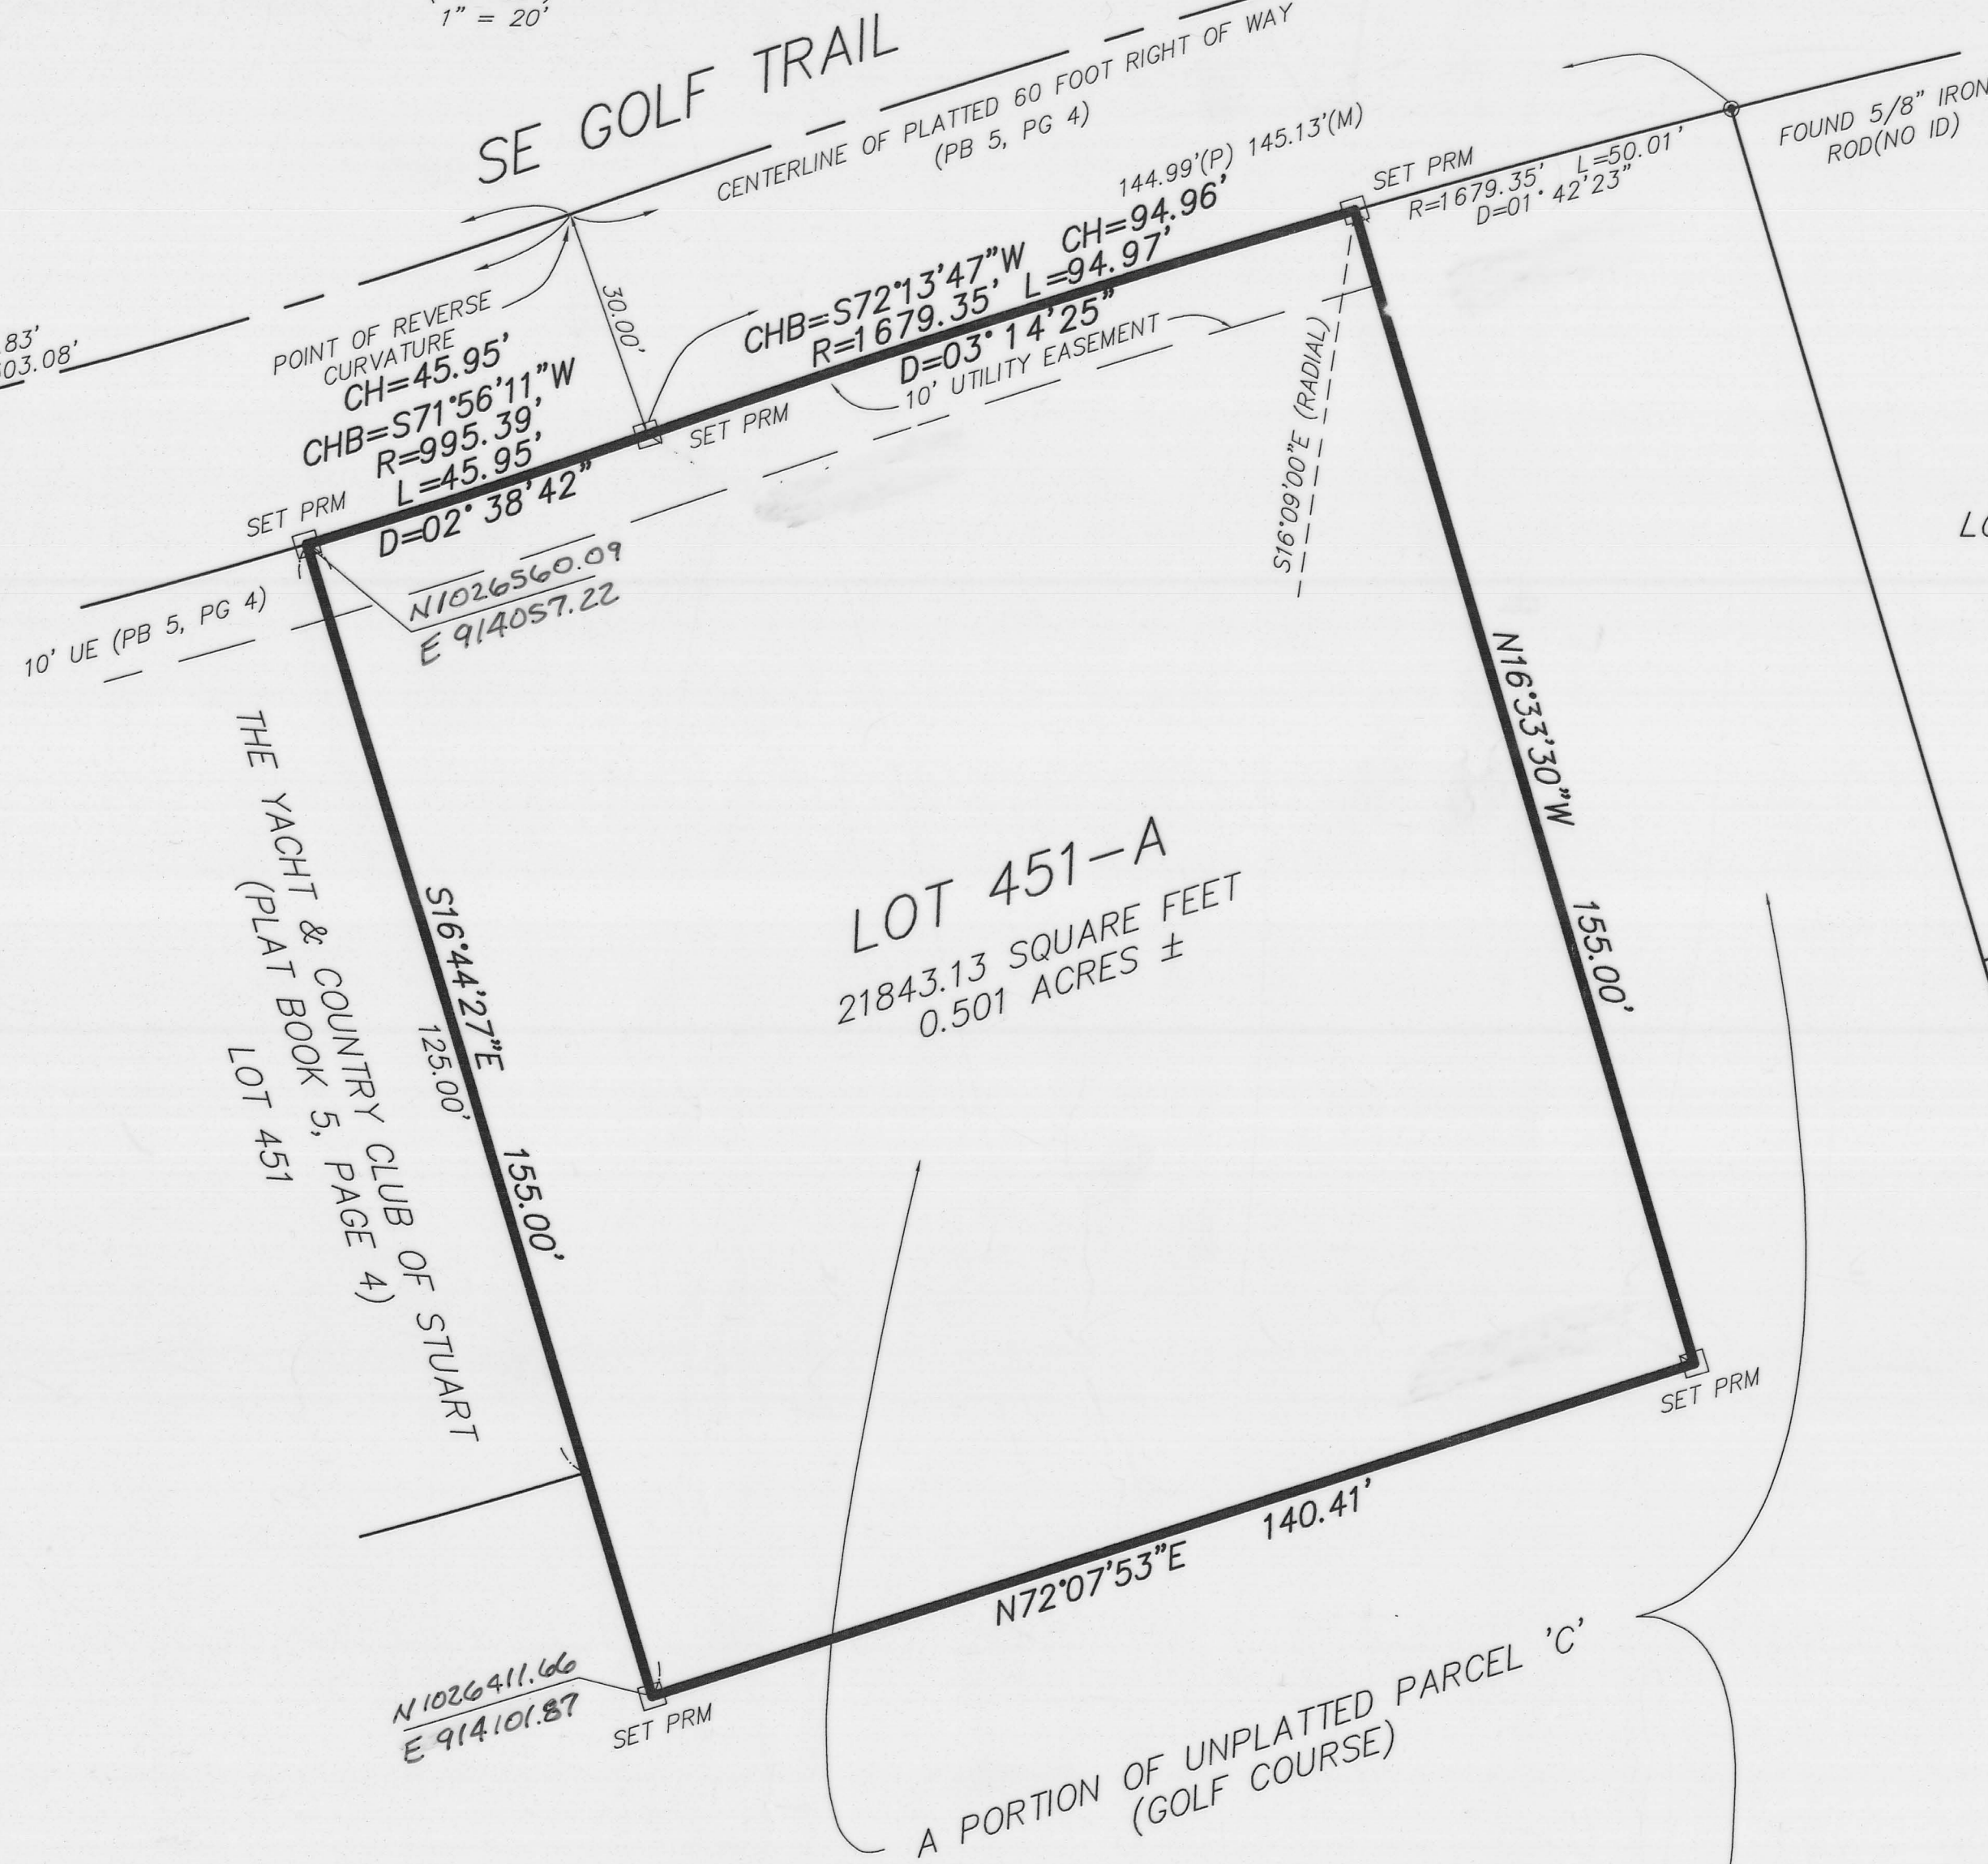 1" = 20'
SE GOLF TRAIL
CENTERLINE OF PLATTED 60 FOOT RIGHT OF WAY
(PB 5, PG 4)
144.99'(P) 145.13'(M)
SET PRM
R=1679.35' L=50.01'
D=01°42'23"
FOUND 5/8" IRON
ROD(NO ID)
.83'
03.08'
POINT OF REVERSE
CURVATURE
30.00'
CHB=S72°13'47"W CH=94.96'
R=1679.35' L=94.97'
D=03°14'25"
10' UTILITY EASEMENT
SET PRM
CH=45.95'
CHB=S71°56'11"W
R=995.39'
L=45.95'
D=02°38'42"
SET PRM
S16°09'00"E (RADIAL)
N1026560.09
E 914057.22
10' UE (PB 5, PG 4)
N16°33'30"W
155.00'
THE YACHT & COUNTRY CLUB OF STUART
(PLAT BOOK 5, PAGE 4)
LOT 451
S16°44'27"E
125.00'
155.00'
LOT 451-A
21843.13 SQUARE FEET
0.501 ACRES ±
SET PRM
140.41'
N72°07'53"E
N1026411.66
E 914101.87
SET PRM
A PORTION OF UNPLATTED PARCEL 'C'
(GOLF COURSE)